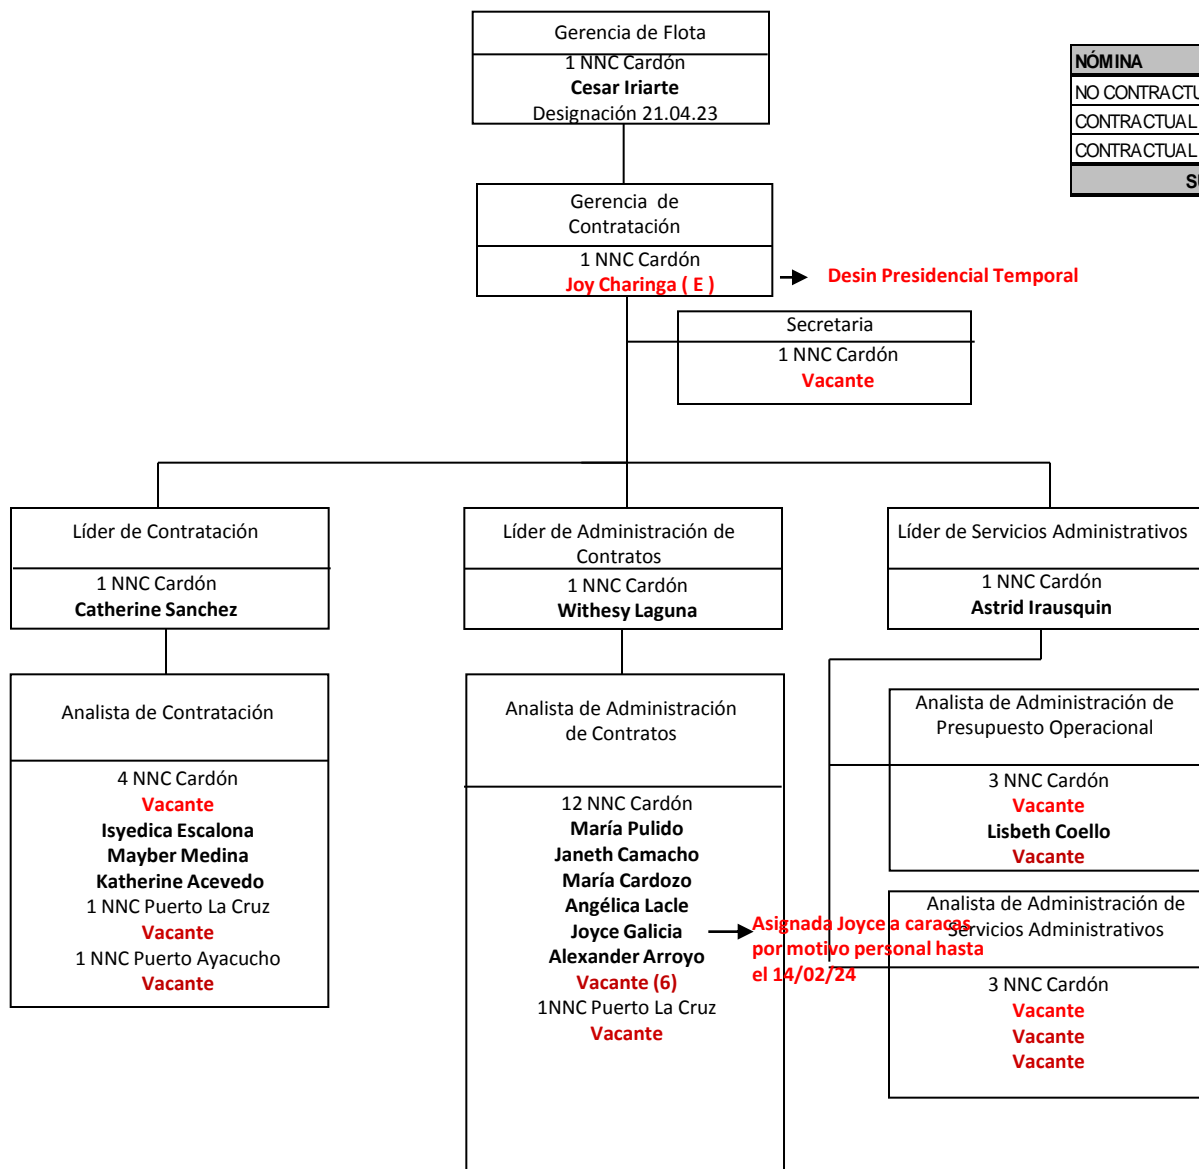 Gerencia de Flota
1 NNC Cardón
Cesar Iriarte
Designación 21.04.23
NÓMINA
NO CONTRACTU
CONTRACTUAL
CONTRACTUAL
SU
Gerencia de
Contratación
1 NNC Cardón
Joy Charinga ( E )
Desin Presidencial Temporal
Secretaria
1 NNC Cardón
Vacante
Líder de Contratación
1 NNC Cardón
Catherine Sanchez
Líder de Administración de
Contratos
1 NNC Cardón
Withesy Laguna
Líder de Servicios Administrativos
1 NNC Cardón
Astrid Irausquin
Analista de Contratación
4 NNC Cardón
Vacante
Isyedica Escalona
Mayber Medina
Katherine Acevedo
1 NNC Puerto La Cruz
Vacante
1 NNC Puerto Ayacucho
Vacante
Analista de Administración
de Contratos
12 NNC Cardón
María Pulido
Janeth Camacho
María Cardozo
Angélica Lacle
Joyce Galicia
Alexander Arroyo
Vacante (6)
1NNC Puerto La Cruz
Vacante
Asignada Joyce a caracas
por motivo personal hasta
el 14/02/24
Analista de Administración de
Presupuesto Operacional
3 NNC Cardón
Vacante
Lisbeth Coello
Vacante
Analista de Administración de
Servicios Administrativos
3 NNC Cardón
Vacante
Vacante
Vacante